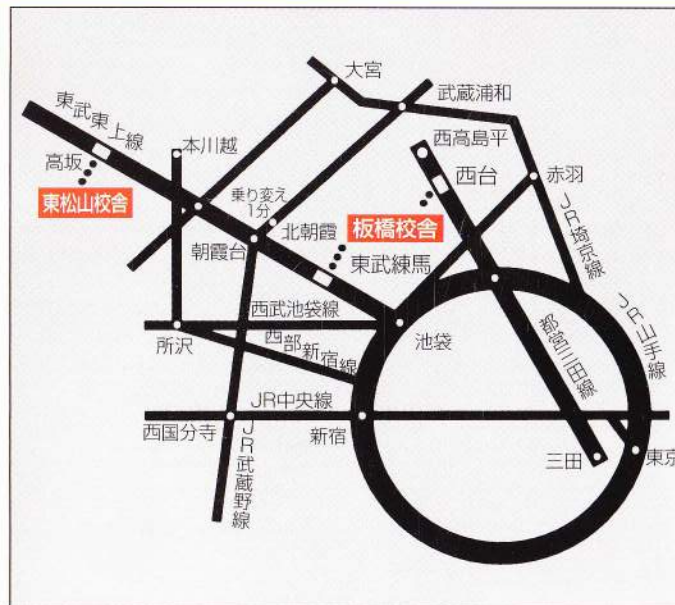 大宮
武蔵浦和
東武東上線
本川越
西高島平
高坂
西台
赤羽
東松山校舎
乗り変え
1分
北朝霞
板橋校舎
朝霞台
東武練馬
JR埼京線
西武池袋線
JR山手線
所沢
西部新宿線
池袋
都営三田線
JR中央線
西国分寺
新宿
JR武蔵野線
三田
東京